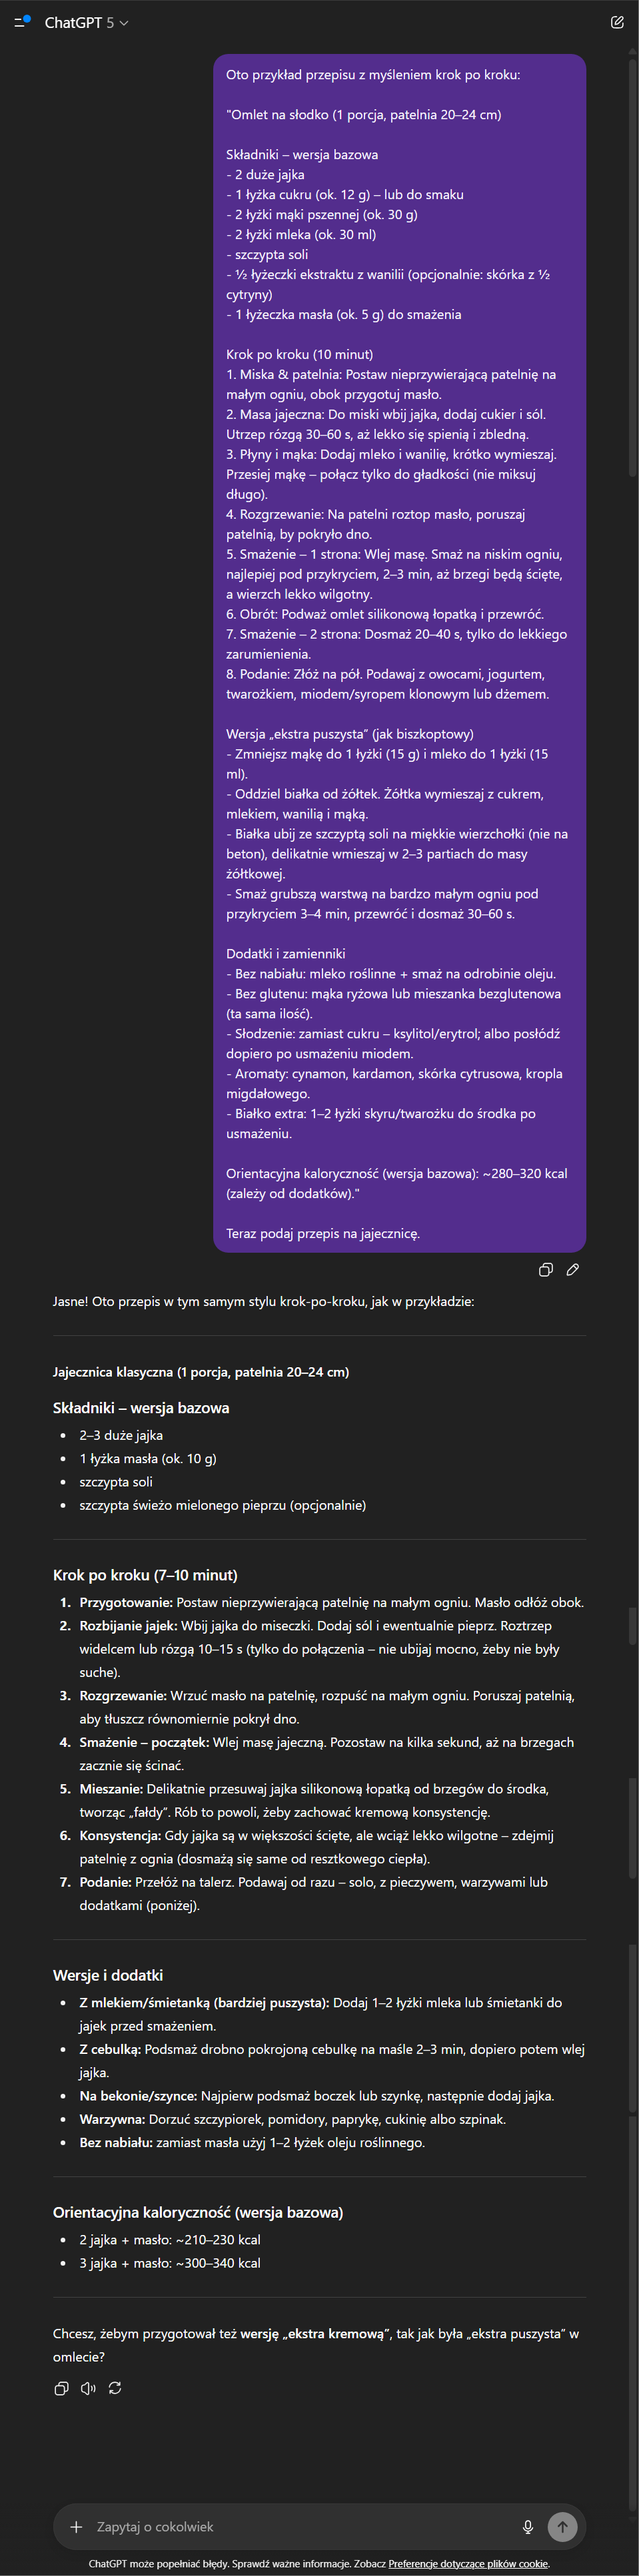 ChatGPT 5
Oto przykład przepisu z myśleniem krok po kroku:
"Omlet na słodko (1 porcja, patelnia 20–24 cm)
Składniki – wersja bazowa
- 2 duże jajka
- 1 łyżka cukru (ok. 12 g) – lub do smaku
- 2 łyżki mąki pszennej (ok. 30 g)
- 2 łyżki mleka (ok. 30 ml)
- szczypta soli
- ½ łyżeczki ekstraktu z wanilii (opcjonalnie: skórka z ½
cytryny)
- 1 łyżeczka masła (ok. 5 g) do smażenia
Krok po kroku (10 minut)
1. Miska & patelnia: Postaw nieprzywierającą patelnię na
małym ogniu, obok przygotuj masło.
2. Masa jajeczna: Do miski wbij jajka, dodaj cukier i sól.
Utrzep rózgą 30–60 s, aż lekko się spienią i zbledną.
3. Płyny i mąka: Dodaj mleko i wanilię, krótko wymieszaj.
Przesiej mąkę – połącz tylko do gładkości (nie miksuj
długo).
4. Rozgrzewanie: Na patelni roztop masło, poruszaj
patelnią, by pokryło dno.
5. Smażenie – 1 strona: Wlej masę. Smaż na niskim ogniu,
najlepiej pod przykryciem, 2–3 min, aż brzegi będą ścięte,
a wierzch lekko wilgotny.
6. Obrót: Podważ omlet silikonową łopatką i przewróć.
7. Smażenie – 2 strona: Dosmaż 20–40 s, tylko do lekkiego
zarumienienia.
8. Podanie: Złóż na pół. Podawaj z owocami, jogurtem,
twarożkiem, miodem/syropem klonowym lub dżemem.
Wersja „ekstra puszysta” (jak biszkoptowy)
- Zmniejsz mąkę do 1 łyżki (15 g) i mleko do 1 łyżki (15
ml).
- Oddziel białka od żółtek. Żółtka wymieszaj z cukrem,
mlekiem, wanilią i mąką.
- Białka ubij ze szczyptą soli na miękkie wierzchołki (nie na
beton), delikatnie wmieszaj w 2–3 partiach do masy
żółtkowej.
- Smaż grubszą warstwą na bardzo małym ogniu pod
przykryciem 3–4 min, przewróć i dosmaż 30–60 s.
Dodatki i zamienniki
- Bez nabiału: mleko roślinne + smaż na odrobinie oleju.
- Bez glutenu: mąka ryżowa lub mieszanka bezglutenowa
(ta sama ilość).
- Słodzenie: zamiast cukru – ksylitol/erytrol; albo posłódź
dopiero po usmażeniu miodem.
- Aromaty: cynamon, kardamon, skórka cytrusowa, kropla
migdałowego.
- Białko extra: 1–2 łyżki skyru/twarożku do środka po
usmażeniu.
Orientacyjna kaloryczność (wersja bazowa): ~280–320 kcal
(zależy od dodatków)."
Teraz podaj przepis na jajecznicę.
Jasne! Oto przepis w tym samym stylu krok-po-kroku, jak w przykładzie:
Jajecznica klasyczna (1 porcja, patelnia 20–24 cm)
Składniki – wersja bazowa
• 2–3 duże jajka
• 1 łyżka masła (ok. 10 g)
• szczypta soli
• szczypta świeżo mielonego pieprzu (opcjonalnie)
Krok po kroku (7–10 minut)
1. Przygotowanie: Postaw nieprzywierającą patelnię na małym ogniu. Masło odłóż obok.
2. Rozbijanie jajek: Wbij jajka do miseczki. Dodaj sól i ewentualnie pieprz. Roztrzep
widelcem lub rózgą 10–15 s (tylko do połączenia – nie ubijaj mocno, żeby nie były
suche).
3. Rozgrzewanie: Wrzuć masło na patelnię, rozpuść na małym ogniu. Poruszaj patelnią,
aby tłuszcz równomiernie pokrył dno.
4. Smażenie – początek: Wlej masę jajeczną. Pozostaw na kilka sekund, aż na brzegach
zacznie się ścinać.
5. Mieszanie: Delikatnie przesuwaj jajka silikonową łopatką od brzegów do środka,
tworząc „fałdy”. Rób to powoli, żeby zachować kremową konsystencję.
6. Konsystencja: Gdy jajka są w większości ścięte, ale wciąż lekko wilgotne – zdejmij
patelnię z ognia (dosmażą się same od resztkowego ciepła).
7. Podanie: Przełóż na talerz. Podawaj od razu – solo, z pieczywem, warzywami lub
dodatkami (poniżej).
Wersje i dodatki
• Z mlekiem/śmietanką (bardziej puszysta): Dodaj 1–2 łyżki mleka lub śmietanki do
jajek przed smażeniem.
• Z cebulką: Podsmaż drobno pokrojoną cebulkę na maśle 2–3 min, dopiero potem wlej
jajka.
• Na bekonie/szynce: Najpierw podsmaż boczek lub szynkę, następnie dodaj jajka.
• Warzywna: Dorzuć szczypiorek, pomidory, paprykę, cukinię albo szpinak.
• Bez nabiału: zamiast masła użyj 1–2 łyżek oleju roślinnego.
Orientacyjna kaloryczność (wersja bazowa)
• 2 jajka + masło: ~210–230 kcal
• 3 jajka + masło: ~300–340 kcal
Chcesz, żebym przygotował też wersję „ekstra kremową”, tak jak była „ekstra puszysta” w
omlecie?
Zapytaj o cokolwiek
ChatGPT może popełniać błędy. Sprawdź ważne informacje. Zobacz Preferencje dotyczące plików cookie.